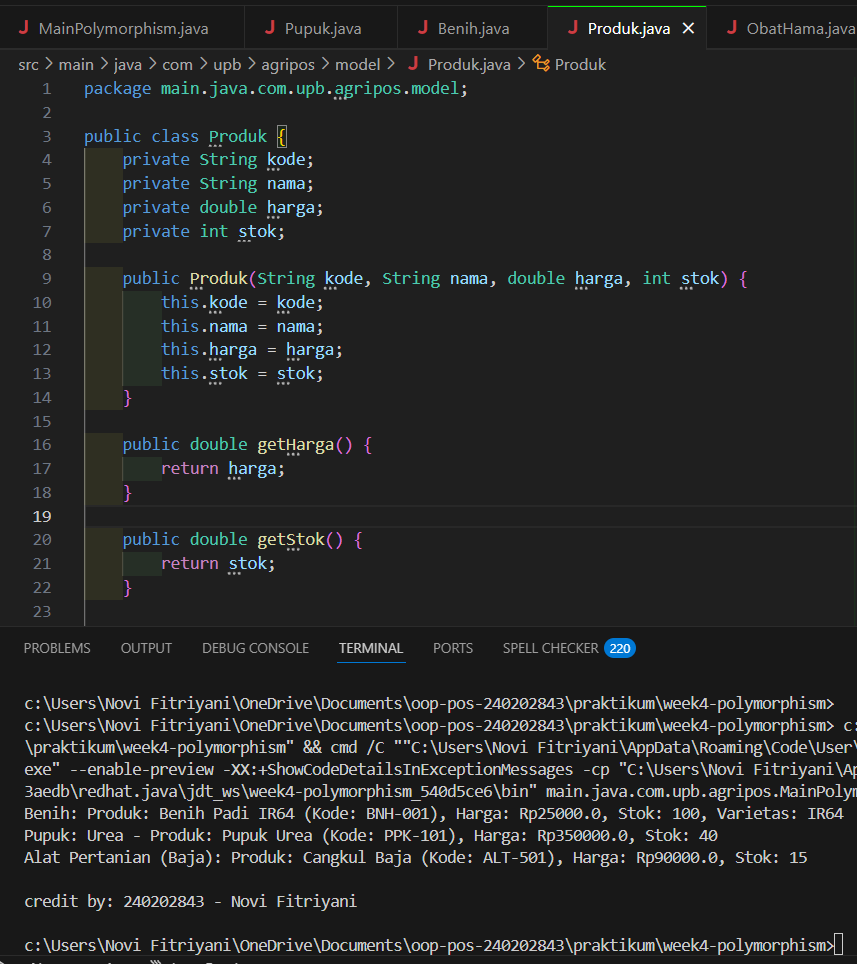 J MainPolymorphism.java J Pupuk.java J Benih.java J Produk.java × J ObatHama.java
src > main > java > com > upb > agripos > model > J Produk.java > Produk
1 package main.java.com.upb.agripos.model;
2
3 public class Produk {
4 private String kode;
5 private String nama;
6 private double harga;
7 private int stok;
8
9 public Produk(String kode, String nama, double harga, int stok) {
10 this.kode = kode;
11 this.nama = nama;
12 this.harga = harga;
13 this.stok = stok;
14 }
15
16 public double getHarga() {
17 return harga;
18 }
19
20 public double getStok() {
21 return stok;
22 }
23
PROBLEMS OUTPUT DEBUG CONSOLE TERMINAL PORTS SPELL CHECKER 220
c:\Users\Novi Fitriyani\OneDrive\Documents\oop-pos-240202843\praktikum\week4-polymorphism>
c:\Users\Novi Fitriyani\OneDrive\Documents\oop-pos-240202843\praktikum\week4-polymorphism> c:
\praktikum\week4-polymorphism" && cmd /C ""C:\Users\Novi Fitriyani\AppData\Roaming\Code\User\
exe" --enable-preview -XX:+ShowCodeDetailsInExceptionMessages -cp "C:\Users\Novi Fitriyani\Ap
3aedb\redhat.java\jdt_ws\week4-polymorphism_540d5ce6\bin" main.java.com.upb.agripos.MainPolym
Benih: Produk: Benih Padi IR64 (Kode: BNH-001), Harga: Rp25000.0, Stok: 100, Varietas: IR64
Pupuk: Urea - Produk: Pupuk Urea (Kode: PPK-101), Harga: Rp350000.0, Stok: 40
Alat Pertanian (Baja): Produk: Cangkul Baja (Kode: ALT-501), Harga: Rp90000.0, Stok: 15
credit by: 240202843 - Novi Fitriyani
c:\Users\Novi Fitriyani\OneDrive\Documents\oop-pos-240202843\praktikum\week4-polymorphism>